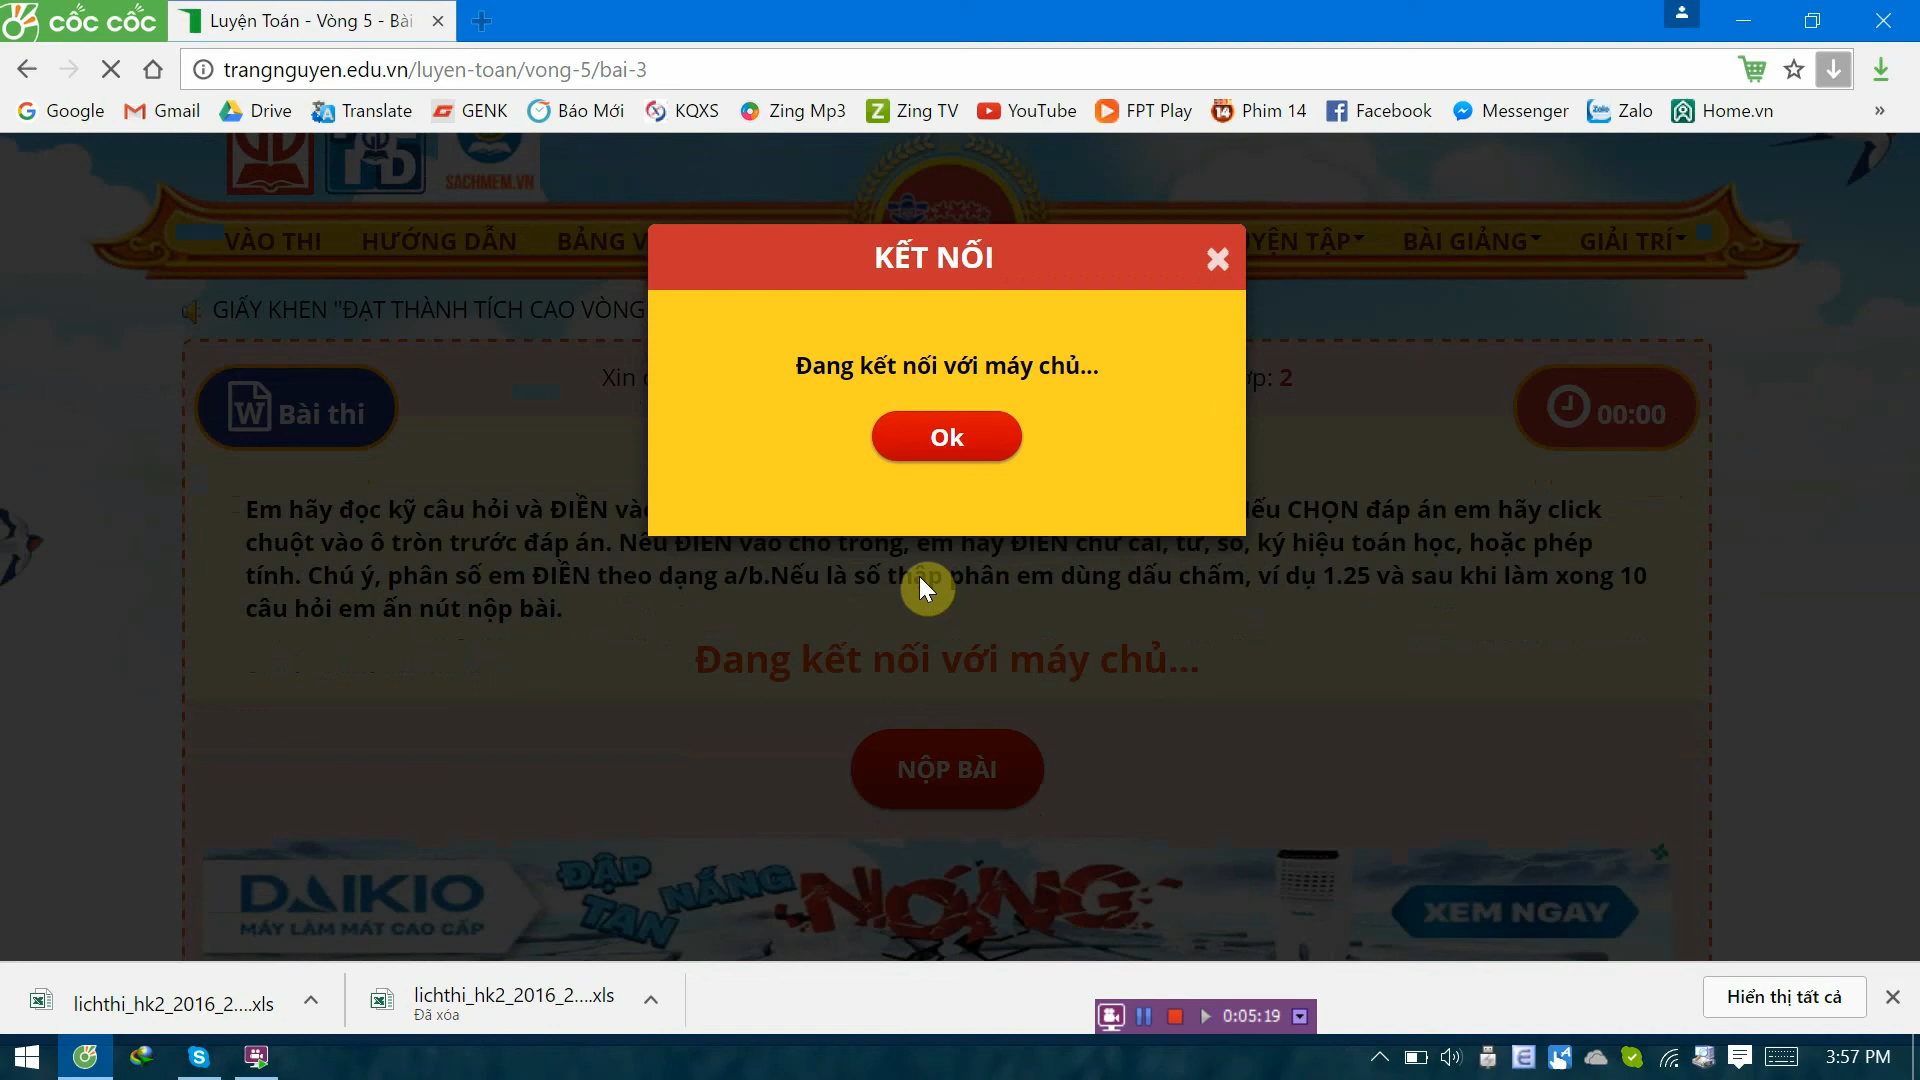 cốc cốc
Luyện Toán - Vòng 5 - Bài
trangnguyen.edu.vn/luyen-toan/vong-5/bai-3
Google Gmail Drive Translate GENK Báo Mới KQXS Zing Mp3 Zing TV YouTube FPT Play Phim 14 Facebook Messenger Zalo Home.vn »
SACHMEM.VN
VÀO THI HƯỚNG DẪN BẢNG V
YỆN TẬP BÀI GIẢNG GIẢI TRÍ
KẾT NỐI
GIẤY KHEN "ĐẠT THÀNH TÍCH CAO VÒNG
Đang kết nối với máy chủ...
Ok
Bài thi
Xin
ớp: 2
00:00
Em hãy đọc kỹ câu hỏi và ĐIỀN vào
Nếu CHỌN đáp án em hãy click
chuột vào ô tròn trước đáp án. Nếu ĐIỀN vào chỗ trống, em hãy ĐIỀN chữ cái, từ, số, ký hiệu toán học, hoặc phép
tính. Chú ý, phân số em ĐIỀN theo dạng a/b.Nếu là số thập phân em dùng dấu chấm, ví dụ 1.25 và sau khi làm xong 10
câu hỏi em ấn nút nộp bài.
Đang kết nối với máy chủ...
NỘP BÀI
DAIKIO
MÁY LÀM MÁT CAO CẤP
ĐẬP TAN NẮNG NÓNG
XEM NGAY
lichthi_hk2_2016_2....xls
lichthi_hk2_2016_2....xls
Đã xóa
Hiển thị tất cả
0:05:19
3:57 PM